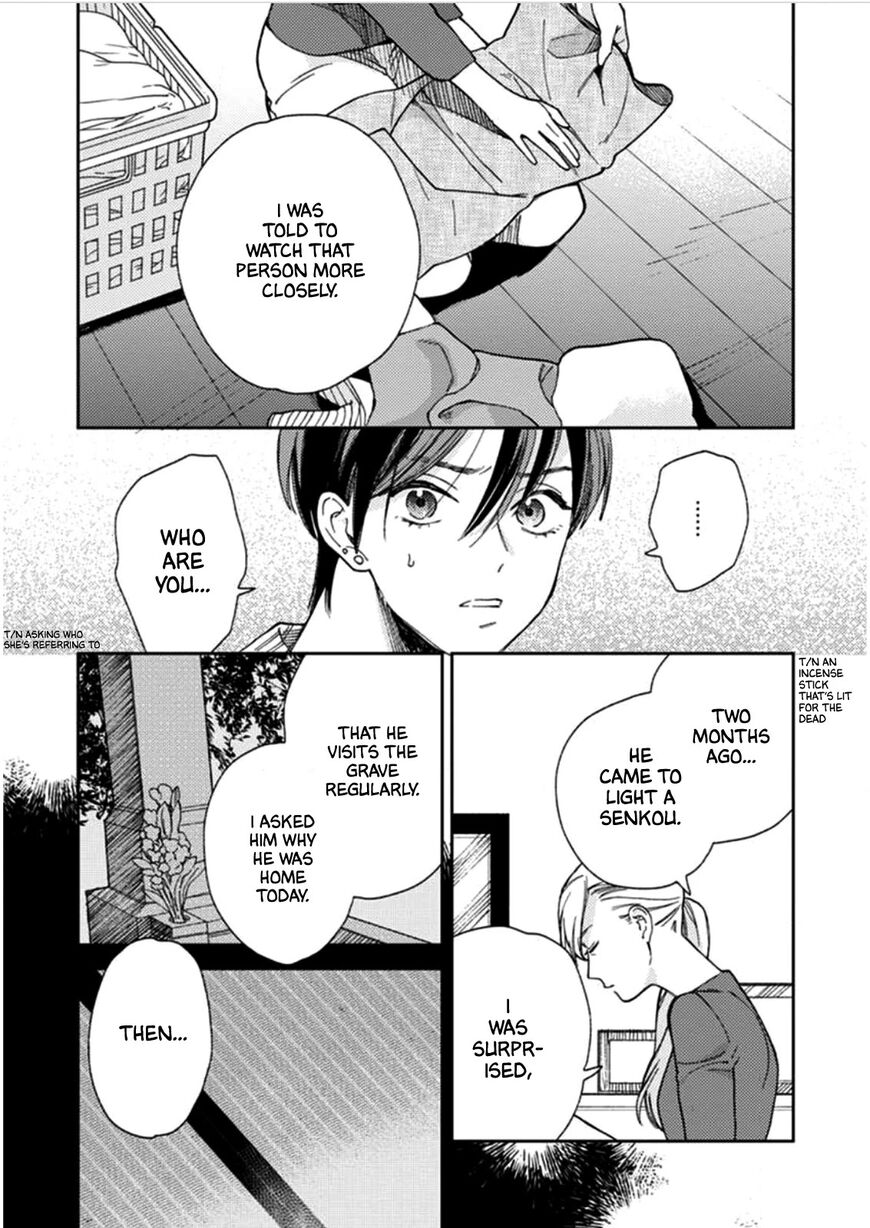 I WAS
TOLD TO
WATCH THAT
PERSON MORE
CLOSELY.
........
WHO
ARE
YOU...
T/N ASKING WHO
SHE'S REFERRING TO
TWO
MONTHS
AGO...
HE
CAME TO
LIGHT A
SENKOU.
T/N AN
INCENSE
STICK
THAT'S LIT
FOR THE
DEAD
I
WAS
SURPR-
ISED,
THAT HE
VISITS THE
GRAVE
REGULARLY.
I ASKED
HIM WHY
HE WAS
HOME
TODAY.
THEN...